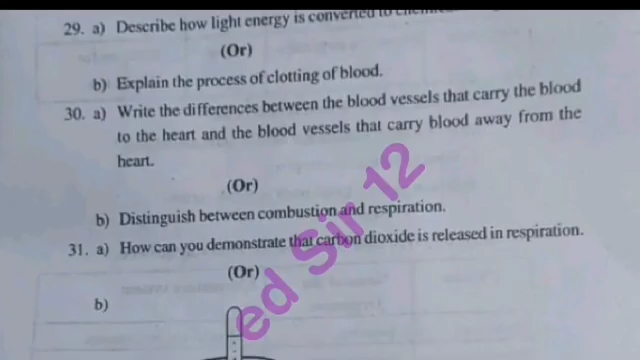 29. a) Describe how light energy is converted to
(Or)
b) Explain the process of clotting of blood.
30. a) Write the differences between the blood vessels that carry the blood
to the heart and the blood vessels that carry blood away from the
heart.
(Or)
b) Distinguish between combustion and respiration.
31. a) How can you demonstrate that carbon dioxide is released in respiration.
(Or)
b)
ed Sir 12